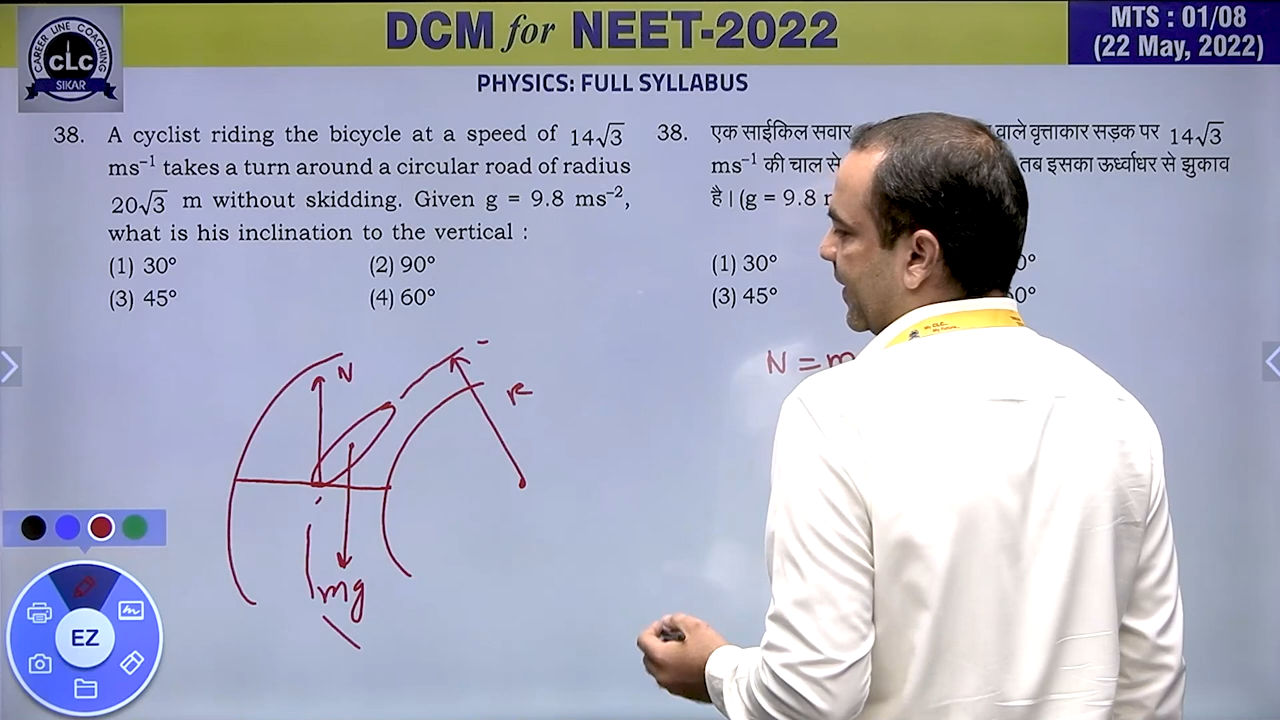 CAREER LINE COACHING
CLC
SIKAR
DCM for NEET-2022
MTS : 01/08
(22 May, 2022)
PHYSICS: FULL SYLLABUS
38. A cyclist riding the bicycle at a speed of 14√3
ms⁻¹ takes a turn around a circular road of radius
20√3 m without skidding. Given g = 9.8 ms⁻²,
what is his inclination to the vertical :
(1) 30° (2) 90°
(3) 45° (4) 60°
38. एक साईकिल सवार वाले वृत्ताकार सड़क पर 14√3
ms⁻¹ की चाल से तब इसका ऊर्ध्वाधर से झुकाव
है। (g = 9.8
(1) 30°
(3) 45°
N = m
N
R
mg
EZ